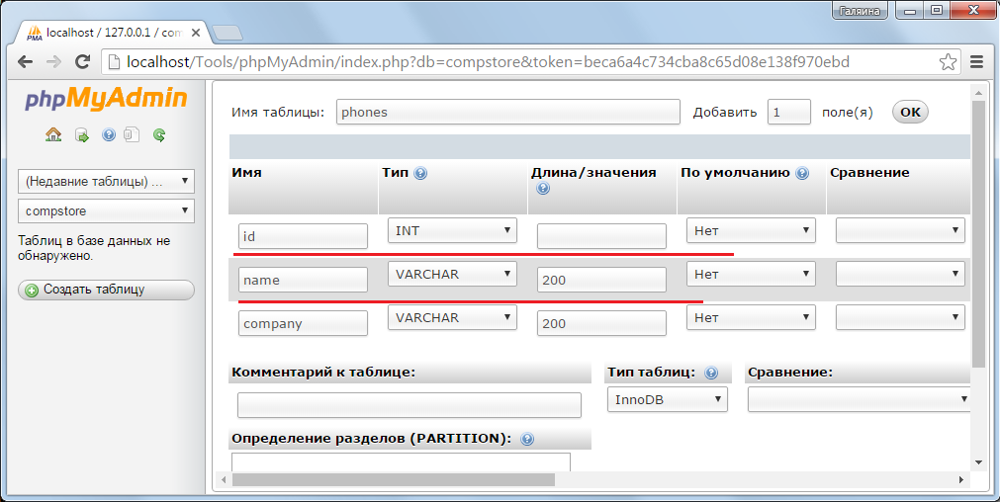 Галяина
localhost / 127.0.0.1 / com
PMA
localhost/Tools/phpMyAdmin/index.php?db=compstore&token=beca6a4c734cba8c65d08e138f970ebd
phpMyAdmin
(Недавние таблицы) ...
compstore
Таблиц в базе данных не
обнаружено.
Создать таблицу
Имя таблицы: phones Добавить 1 поле(я) OK
Имя Тип Длина/значения По умолчанию Сравнение
id INT Нет
name VARCHAR 200 Нет
company VARCHAR 200 Нет
Комментарий к таблице: Тип таблиц: Сравнение:
InnoDB
Определение разделов (PARTITION):